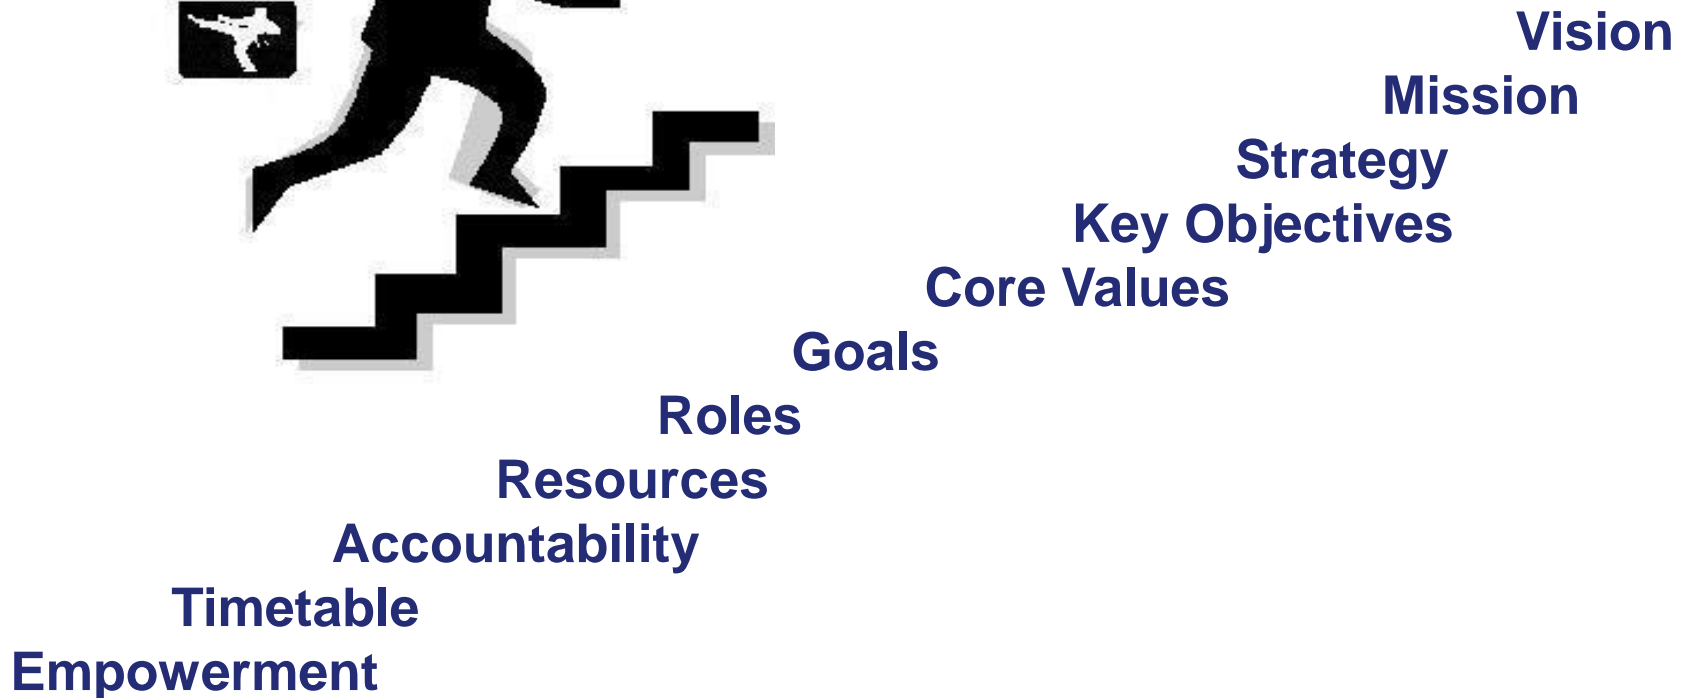 Vision
Mission
Strategy
Key Objectives
Core Values
Goals
Roles
Resources
Accountability
Timetable
Empowerment